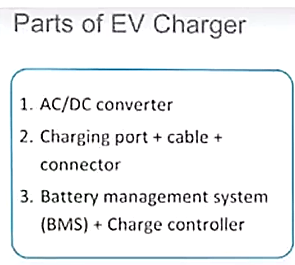 Parts of EV Charger
1. AC/DC converter
2. Charging port + cable +
connector
3. Battery management system
(BMS) + Charge controller